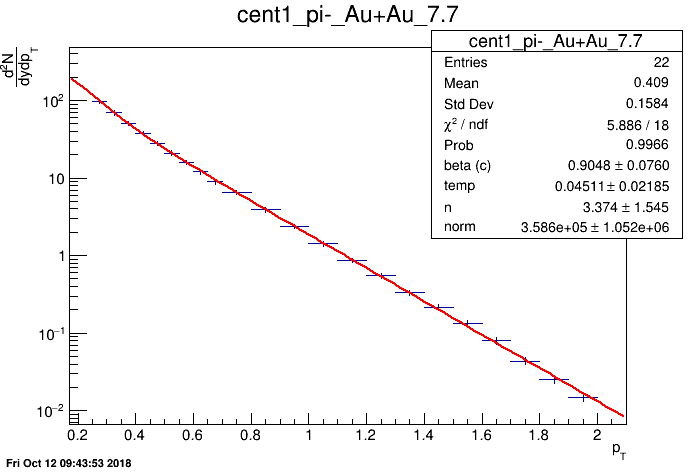 cent1_pi-_Au+Au_7.7
d²N
dydp_T
cent1_pi-_Au+Au_7.7
Entries 22
Mean 0.409
Std Dev 0.1584
χ² / ndf 5.886 / 18
Prob 0.9966
beta (c) 0.9048 ± 0.0760
temp 0.04511 ± 0.02185
n 3.374 ± 1.545
norm 3.586e+05 ± 1.052e+06
10²
10
1
10⁻¹
10⁻²
0.2 0.4 0.6 0.8 1 1.2 1.4 1.6 1.8 2
p_T
Fri Oct 12 09:43:53 2018